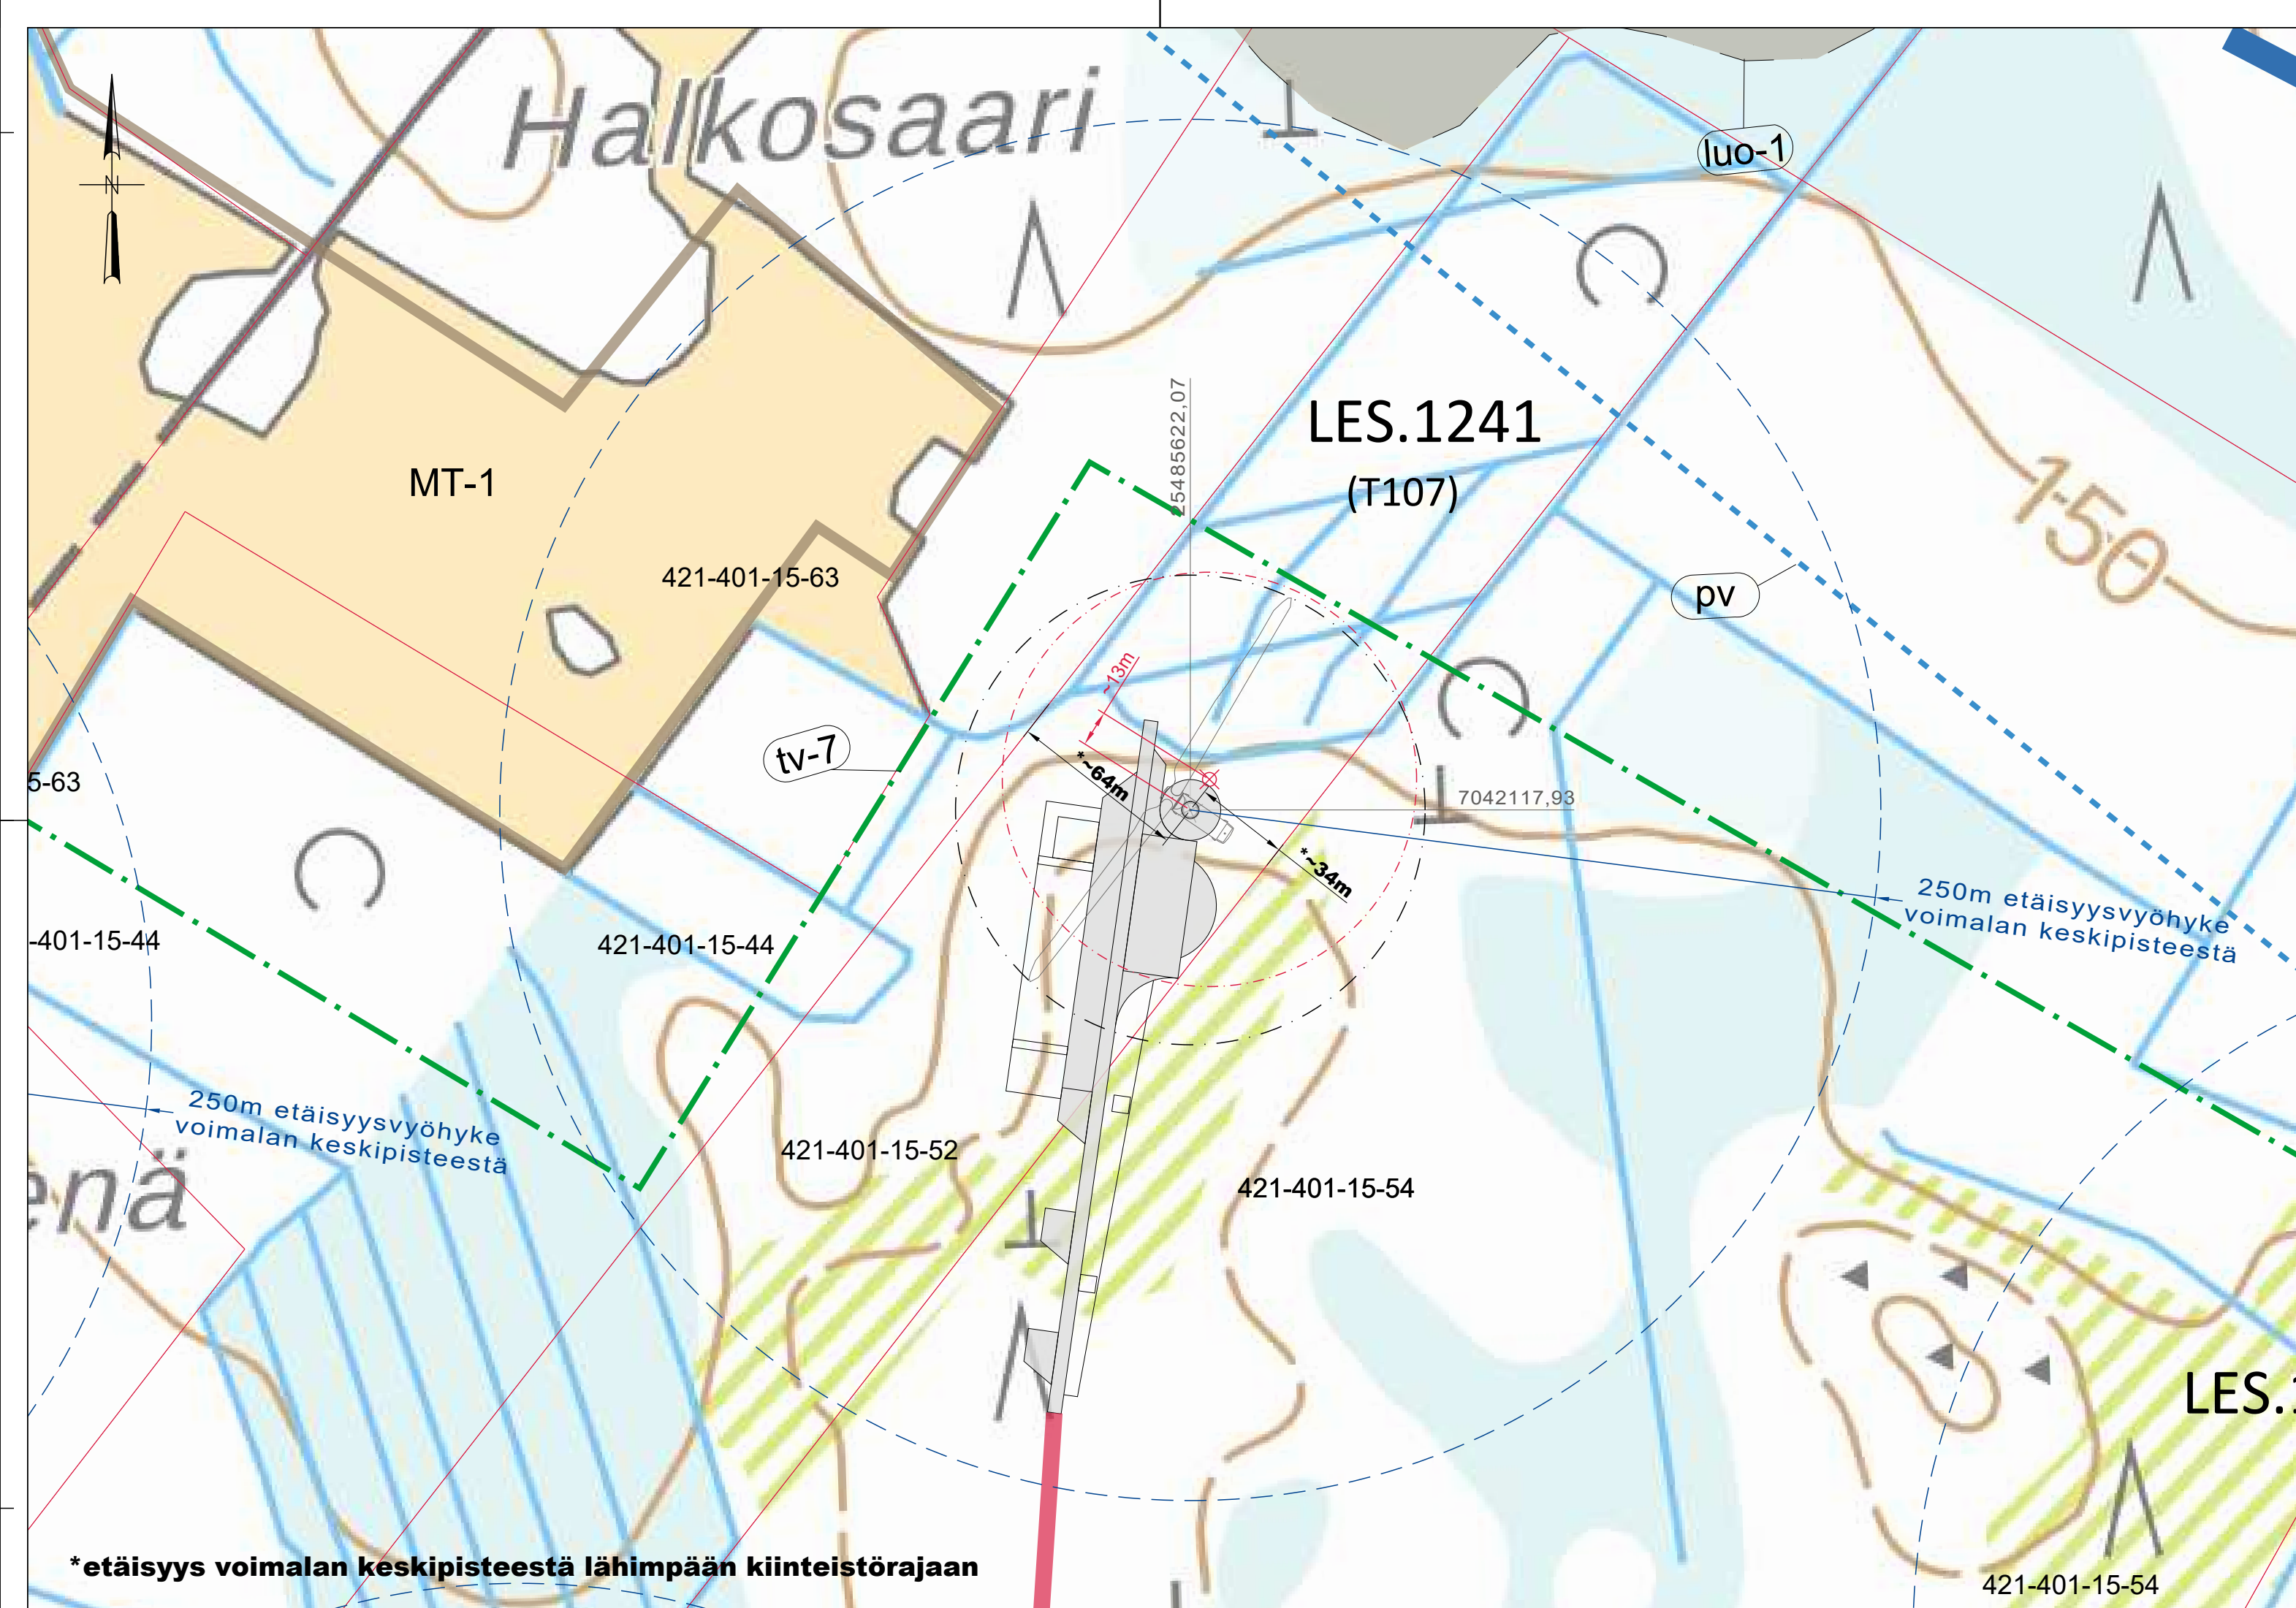 Halkosaari
N
luo-1
25485622,07
LES.1241
(T107)
MT-1
150
421-401-15-63
pv
~13m
tv-7
*~64m
5-63
7042117,93
*~34m
250m etäisyysvyöhyke
voimalan keskipisteestä
-401-15-44
421-401-15-44
250m etäisyysvyöhyke
voimalan keskipisteestä
421-401-15-52
enä
421-401-15-54
LES.1
*etäisyys voimalan keskipisteestä lähimpään kiinteistörajaan
421-401-15-54